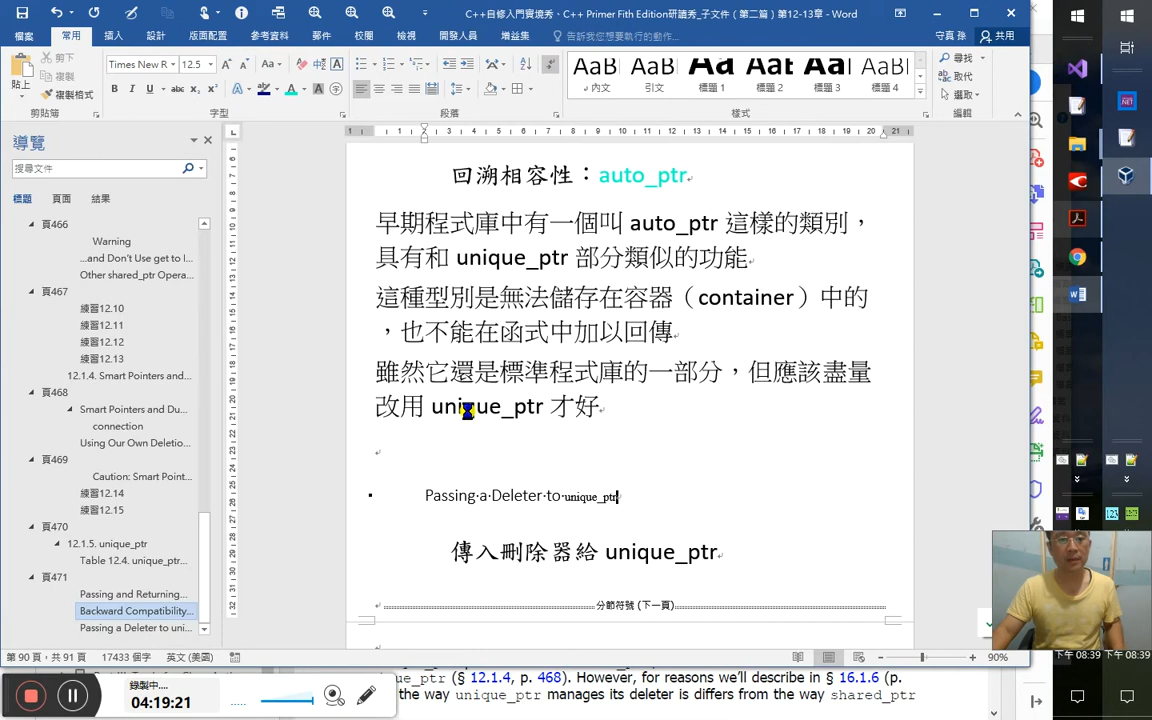 C++自修入門實境秀、C++ Primer Fith Edition研讀秀_子文件（第二篇）第12-13章 - Word
檔案 常用 插入 設計 版面配置 參考資料 郵件 校閱 檢視 開發人員 增益集 告訴我您想要執行的動作... 守真 孫 共用
貼上
剪下
複製
複製格式
Times New R 12.5
AaB AaB AaB AaB AaB AaB
內文 引文 標題 1 標題 2 標題 3 標題 4
尋找
取代
選取
剪貼簿 字型 段落 樣式 編輯
導覽
搜尋文件
標題 頁面 結果
頁466
Warning
...and Don't Use get to I...
Other shared_ptr Opera...
頁467
練習12.10
練習12.11
練習12.12
練習12.13
12.1.4. Smart Pointers and...
頁468
Smart Pointers and Du...
connection
Using Our Own Deletio...
頁469
Caution: Smart Point...
練習12.14
練習12.15
頁470
12.1.5. unique_ptr
Table 12.4. unique_ptr...
頁471
Passing and Returning...
Backward Compatibility...
Passing a Deleter to uni...
回溯相容性：auto_ptr
早期程式庫中有一個叫 auto_ptr 這樣的類別，
具有和 unique_ptr 部分類似的功能
這種型別是無法儲存在容器（container）中的
，也不能在函式中加以回傳
雖然它還是標準程式庫的一部分，但應該盡量
改用 unique_ptr 才好
Passing a Deleter to unique_ptr
傳入刪除器給 unique_ptr
分節符號 (下一頁)
第 90 頁，共 91 頁 17433 個字 英文 (美國) 90%
que_ptr (§ 12.1.4, p. 468). However, for reasons we'll describe in § 16.1.6 (p.
the way unique_ptr manages its deleter is differs from the way shared_ptr
錄製中....
04:19:21
下午 08:39 下午 08:39